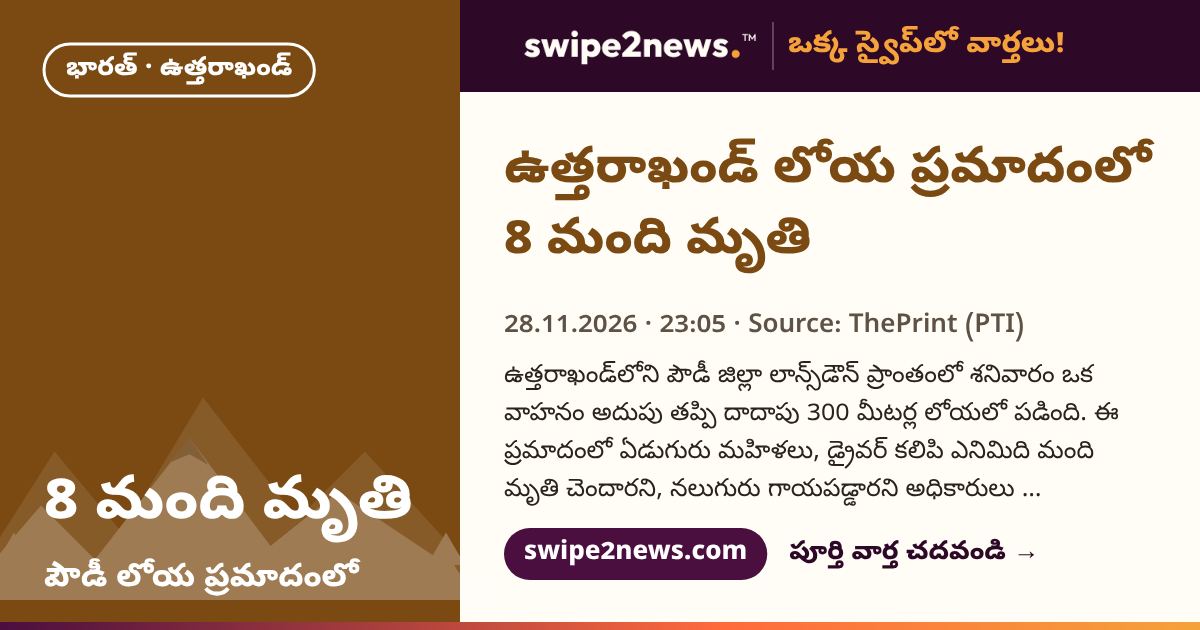 భారత్ · ఉత్తరాఖండ్
8 మంది మృతి
పౌడీ లోయ ప్రమాదంలో
swipe2news.™ ఒక్క స్వైప్‌లో వార్తలు!
ఉత్తరాఖండ్ లోయ ప్రమాదంలో
8 మంది మృతి
28.11.2026 · 23:05 · Source: ThePrint (PTI)
ఉత్తరాఖండ్‌లోని పౌడీ జిల్లా లాన్స్‌డౌన్ ప్రాంతంలో శనివారం ఒక
వాహనం అదుపు తప్పి దాదాపు 300 మీటర్ల లోయలో పడింది. ఈ
ప్రమాదంలో ఏడుగురు మహిళలు, డ్రైవర్ కలిపి ఎనిమిది మంది
మృతి చెందారని, నలుగురు గాయపడ్డారని అధికారులు ...
swipe2news.com పూర్తి వార్త చదవండి →